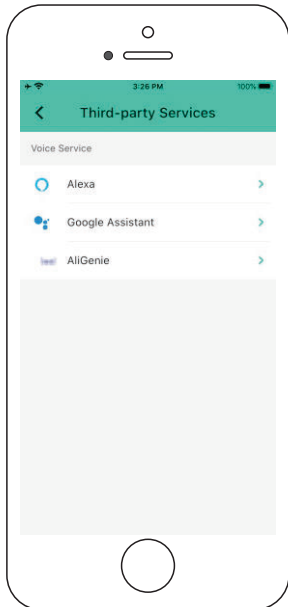 3:26 PM 100%
Third-party Services
Voice Service
Alexa
Google Assistant
AliGenie